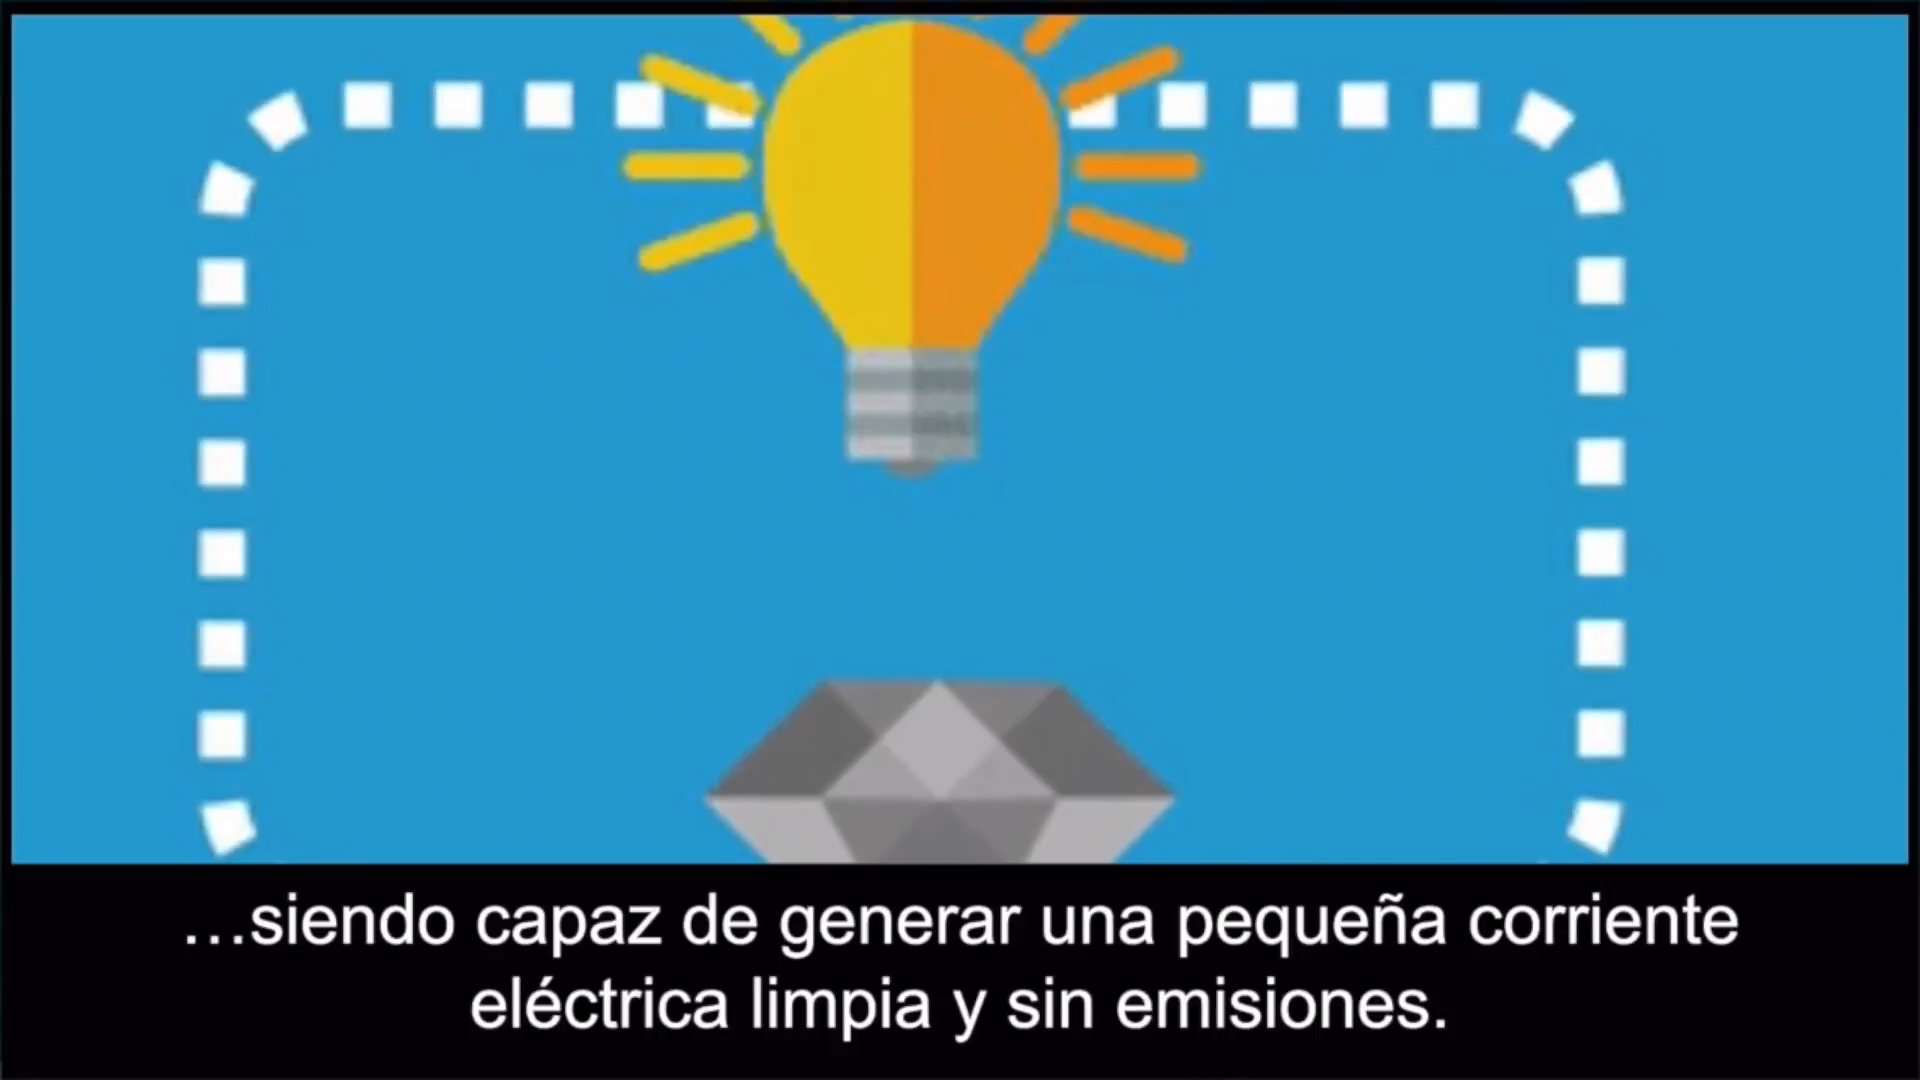 …siendo capaz de generar una pequeña corriente
eléctrica limpia y sin emisiones.